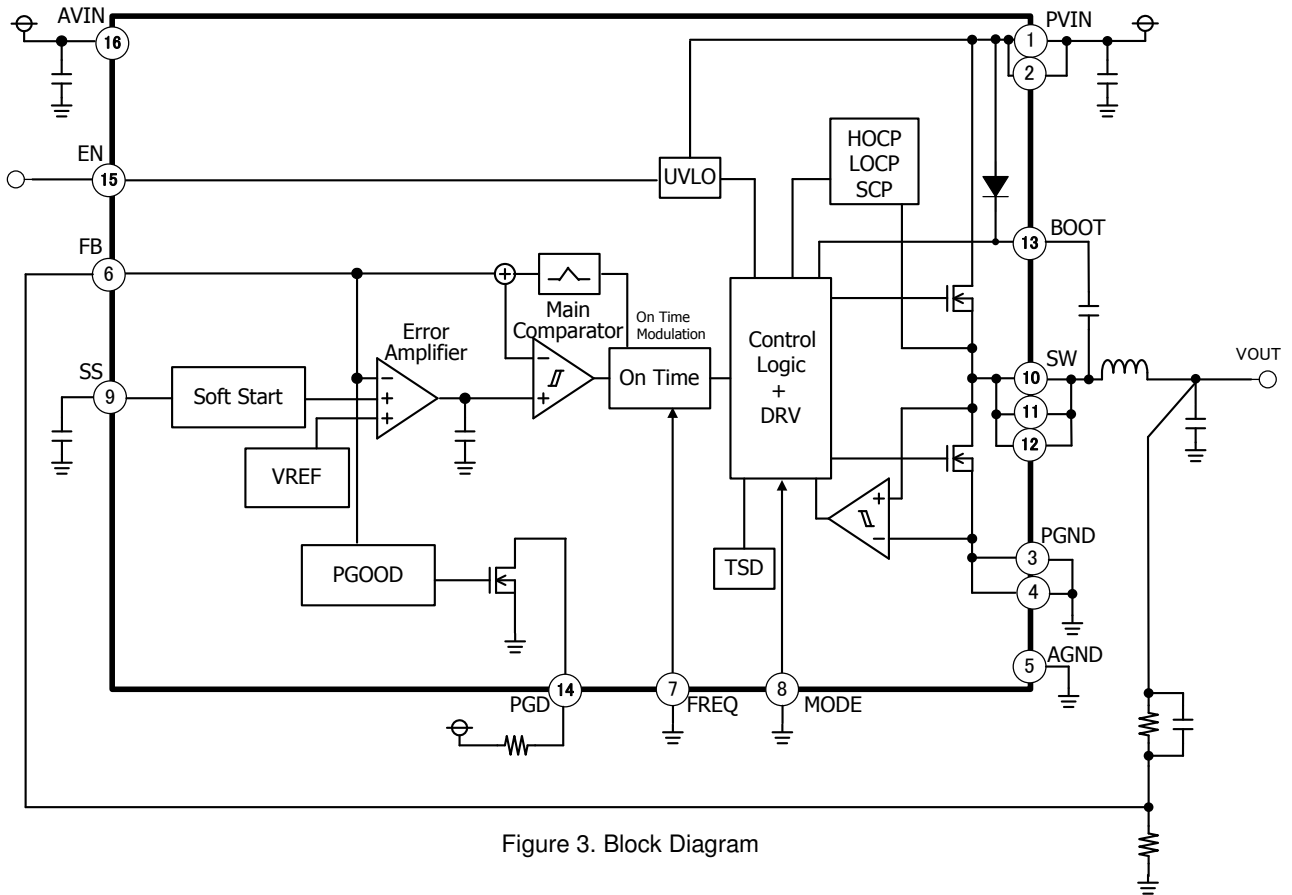 AVIN
16
PVIN
1
2
EN
15
UVLO
HOCP
LOCP
SCP
BOOT
13
FB
6
+
Main
Comparator
On Time
Modulation
Error
Amplifier
SS
9
Soft Start
−
+
+
−
+
On Time
Control
Logic
+
DRV
SW
10
11
12
VOUT
VREF
+
−
PGOOD
TSD
PGND
3
4
AGND
5
PGD
14
7
FREQ
8
MODE
Figure 3. Block Diagram